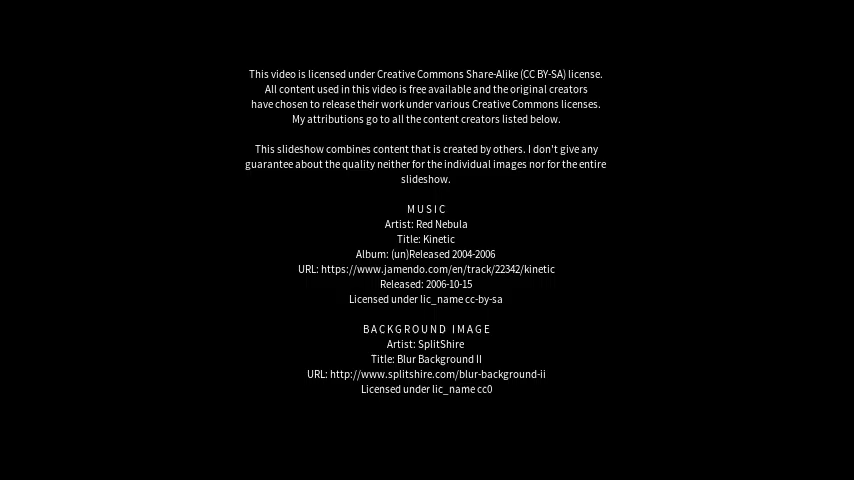 This video is licensed under Creative Commons Share-Alike (CC BY-SA) license.
All content used in this video is free available and the original creators
have chosen to release their work under various Creative Commons licenses.
My attributions go to all the content creators listed below.
This slideshow combines content that is created by others. I don't give any
guarantee about the quality neither for the individual images nor for the entire
slideshow.
MUSIC
Artist: Red Nebula
Title: Kinetic
Album: (un)Released 2004-2006
URL: https://www.jamendo.com/en/track/22342/kinetic
Released: 2006-10-15
Licensed under lic_name cc-by-sa
BACKGROUND IMAGE
Artist: SplitShire
Title: Blur Background II
URL: http://www.splitshire.com/blur-background-ii
Licensed under lic_name cc0